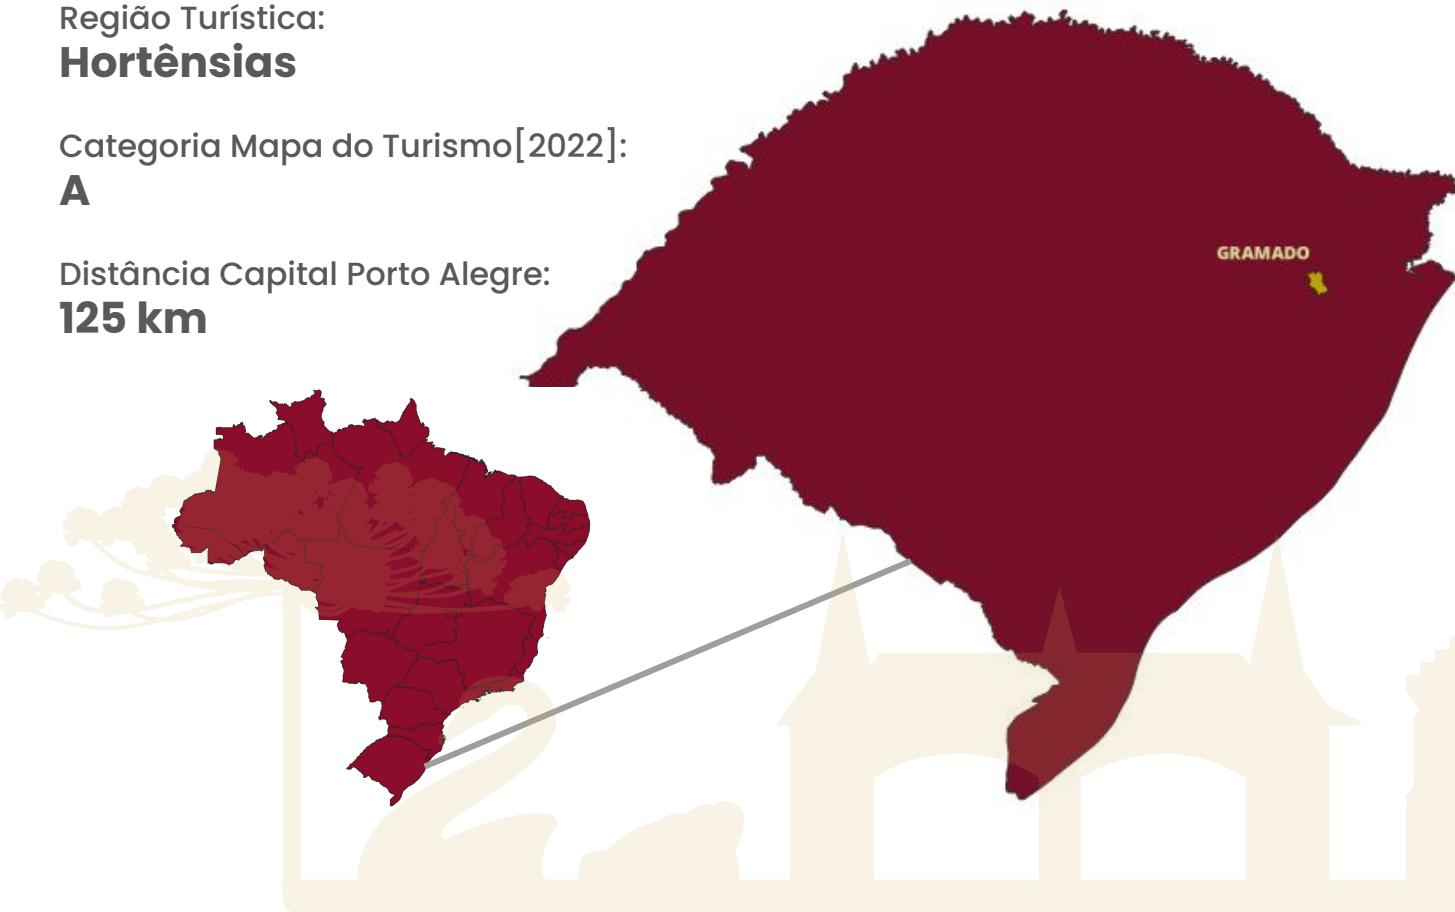 Região Turística:
Hortênsias
Categoria Mapa do Turismo[2022]:
A
Distância Capital Porto Alegre:
125 km
GRAMADO